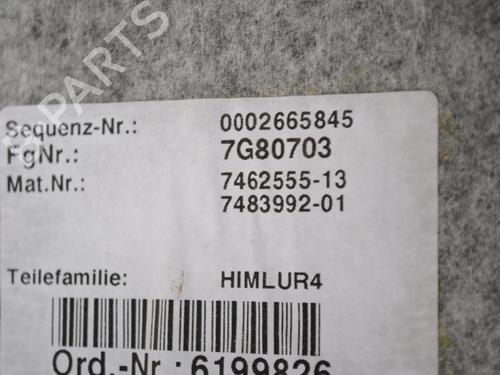 PARTS
Sequenz-Nr.: 0002665845
FgNr.: 7G80703
Mat.Nr.: 7462555-13
7483992-01
Teilefamilie: HIMLUR4
Ord.-Nr.: 6199826